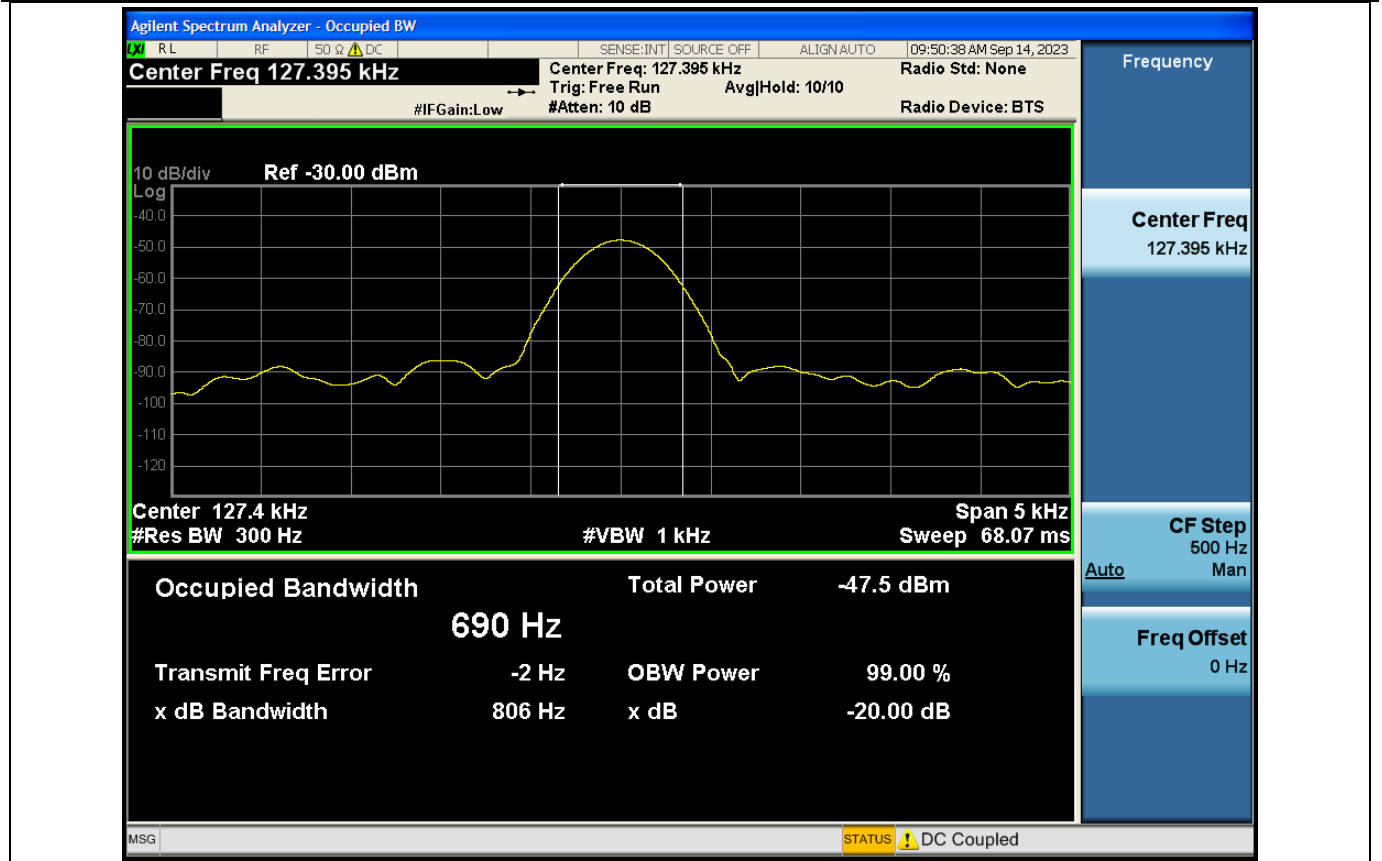 Agilent Spectrum Analyzer - Occupied BW
LXI RL RF 50 Ω DC SENSE:INT SOURCE OFF ALIGN AUTO 09:50:38 AM Sep 14, 2023
Center Freq 127.395 kHz
Center Freq: 127.395 kHz
Radio Std: None
Trig: Free Run
Avg|Hold: 10/10
#IFGain:Low
#Atten: 10 dB
Radio Device: BTS
10 dB/div
Ref -30.00 dBm
Log
-40.0
-50.0
-60.0
-70.0
-80.0
-90.0
-100
-110
-120
Center 127.4 kHz
Span 5 kHz
#Res BW 300 Hz
#VBW 1 kHz
Sweep 68.07 ms
Occupied Bandwidth
690 Hz
Total Power -47.5 dBm
Transmit Freq Error -2 Hz
OBW Power 99.00 %
x dB Bandwidth 806 Hz
x dB -20.00 dB
Frequency
Center Freq
127.395 kHz
CF Step
500 Hz
Auto Man
Freq Offset
0 Hz
MSG
STATUS
DC Coupled